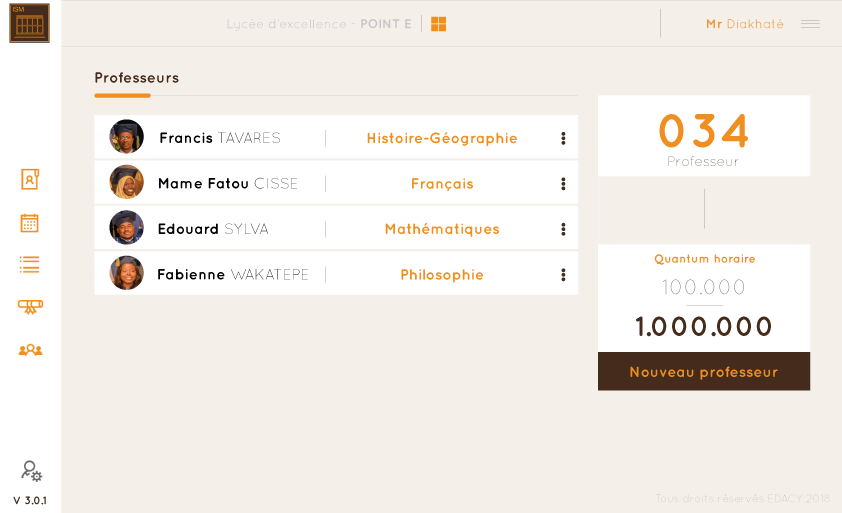 ISM
Lycée d'excellence - POINT E
Mr Diakhaté
Professeurs
Francis TAVARES
Histoire-Géographie
Mame Fatou CISSE
Français
Edouard SYLVA
Mathématiques
Fabienne WAKATEPE
Philosophie
034
Professeur
Quantum horaire
100.000
1.000.000
Nouveau professeur
V 3.0.1
Tous droits réservés EDACY 2018